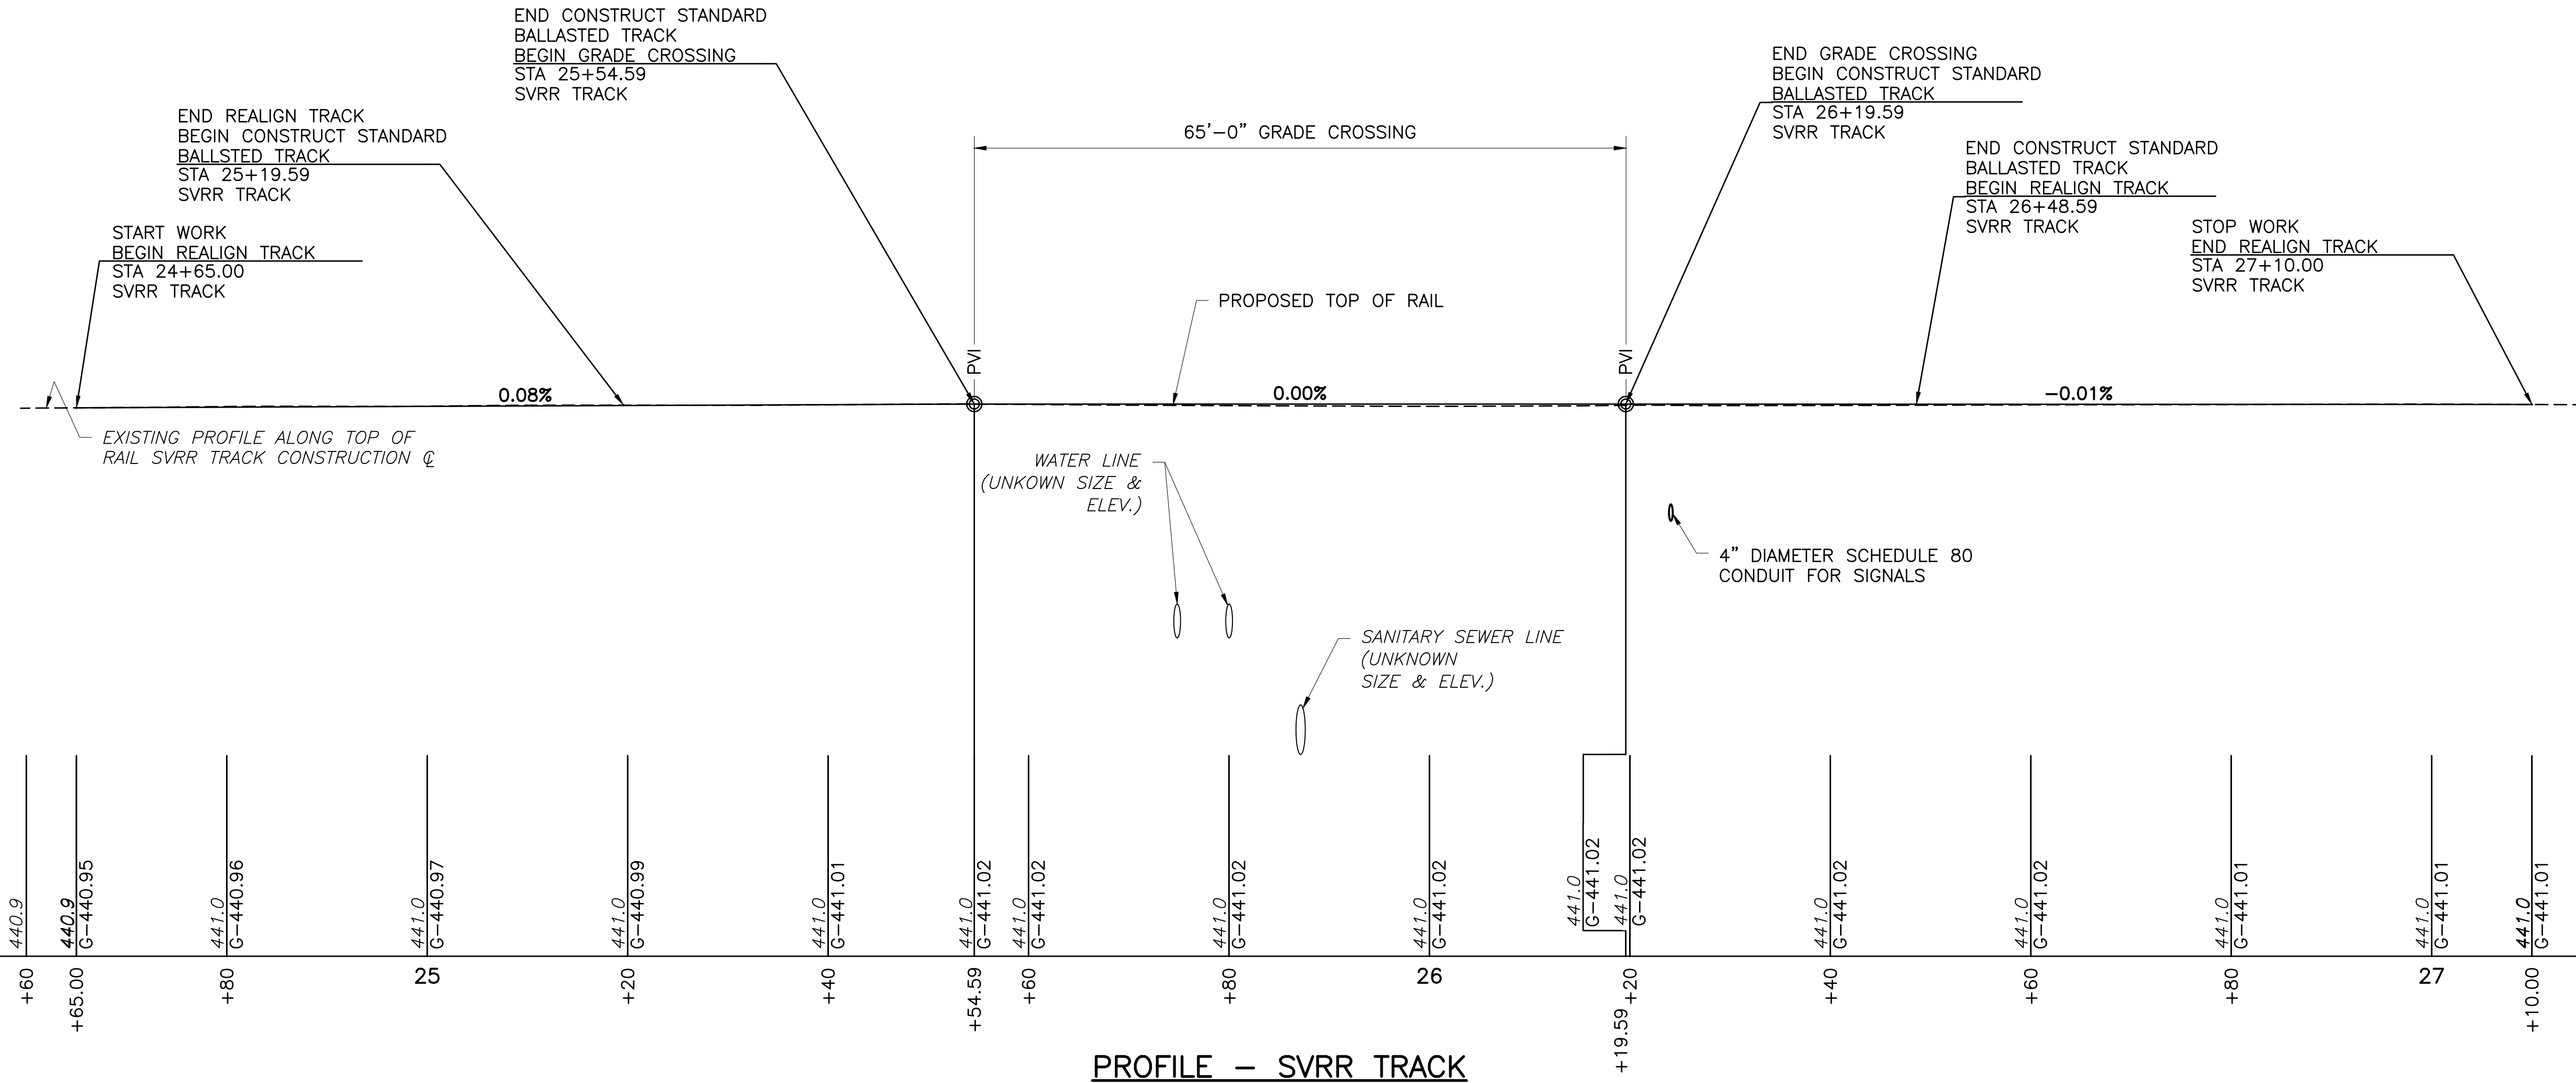 END CONSTRUCT STANDARD
BALLASTED TRACK
BEGIN GRADE CROSSING
STA 25+54.59
SVRR TRACK
END GRADE CROSSING
BEGIN CONSTRUCT STANDARD
BALLASTED TRACK
STA 26+19.59
SVRR TRACK
END REALIGN TRACK
BEGIN CONSTRUCT STANDARD
BALLSTED TRACK
STA 25+19.59
SVRR TRACK
65'-0" GRADE CROSSING
END CONSTRUCT STANDARD
BALLASTED TRACK
BEGIN REALIGN TRACK
STA 26+48.59
SVRR TRACK
START WORK
BEGIN REALIGN TRACK
STA 24+65.00
SVRR TRACK
STOP WORK
END REALIGN TRACK
STA 27+10.00
SVRR TRACK
PROPOSED TOP OF RAIL
PVI
PVI
0.08%
0.00%
-0.01%
EXISTING PROFILE ALONG TOP OF
RAIL SVRR TRACK CONSTRUCTION ℄
WATER LINE
(UNKOWN SIZE &
ELEV.)
4" DIAMETER SCHEDULE 80
CONDUIT FOR SIGNALS
SANITARY SEWER LINE
(UNKNOWN
SIZE & ELEV.)
440.9
440.9
G-440.95
441.0
G-440.96
441.0
G-440.97
441.0
G-440.99
441.0
G-441.01
441.0
G-441.02
441.0
G-441.02
441.0
G-441.02
441.0
G-441.02
441.0
G-441.02
441.0
G-441.02
441.0
G-441.02
441.0
G-441.02
441.0
G-441.01
441.0
G-441.01
441.0
G-441.01
+60
+65.00
+80
25
+20
+40
+54.59
+60
+80
26
+19.59
+20
+40
+60
+80
27
+10.00
PROFILE - SVRR TRACK